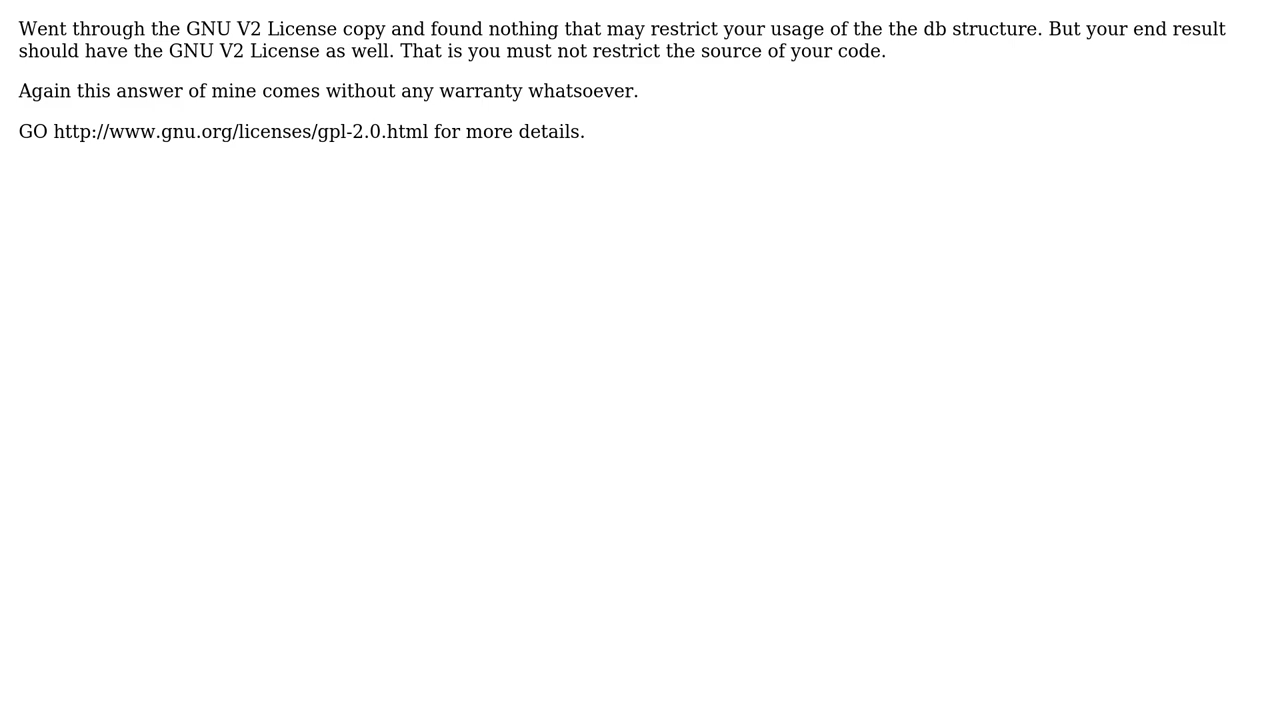 Went through the GNU V2 License copy and found nothing that may restrict your usage of the the db structure. But your end result
should have the GNU V2 License as well. That is you must not restrict the source of your code.
Again this answer of mine comes without any warranty whatsoever.
GO http://www.gnu.org/licenses/gpl-2.0.html for more details.